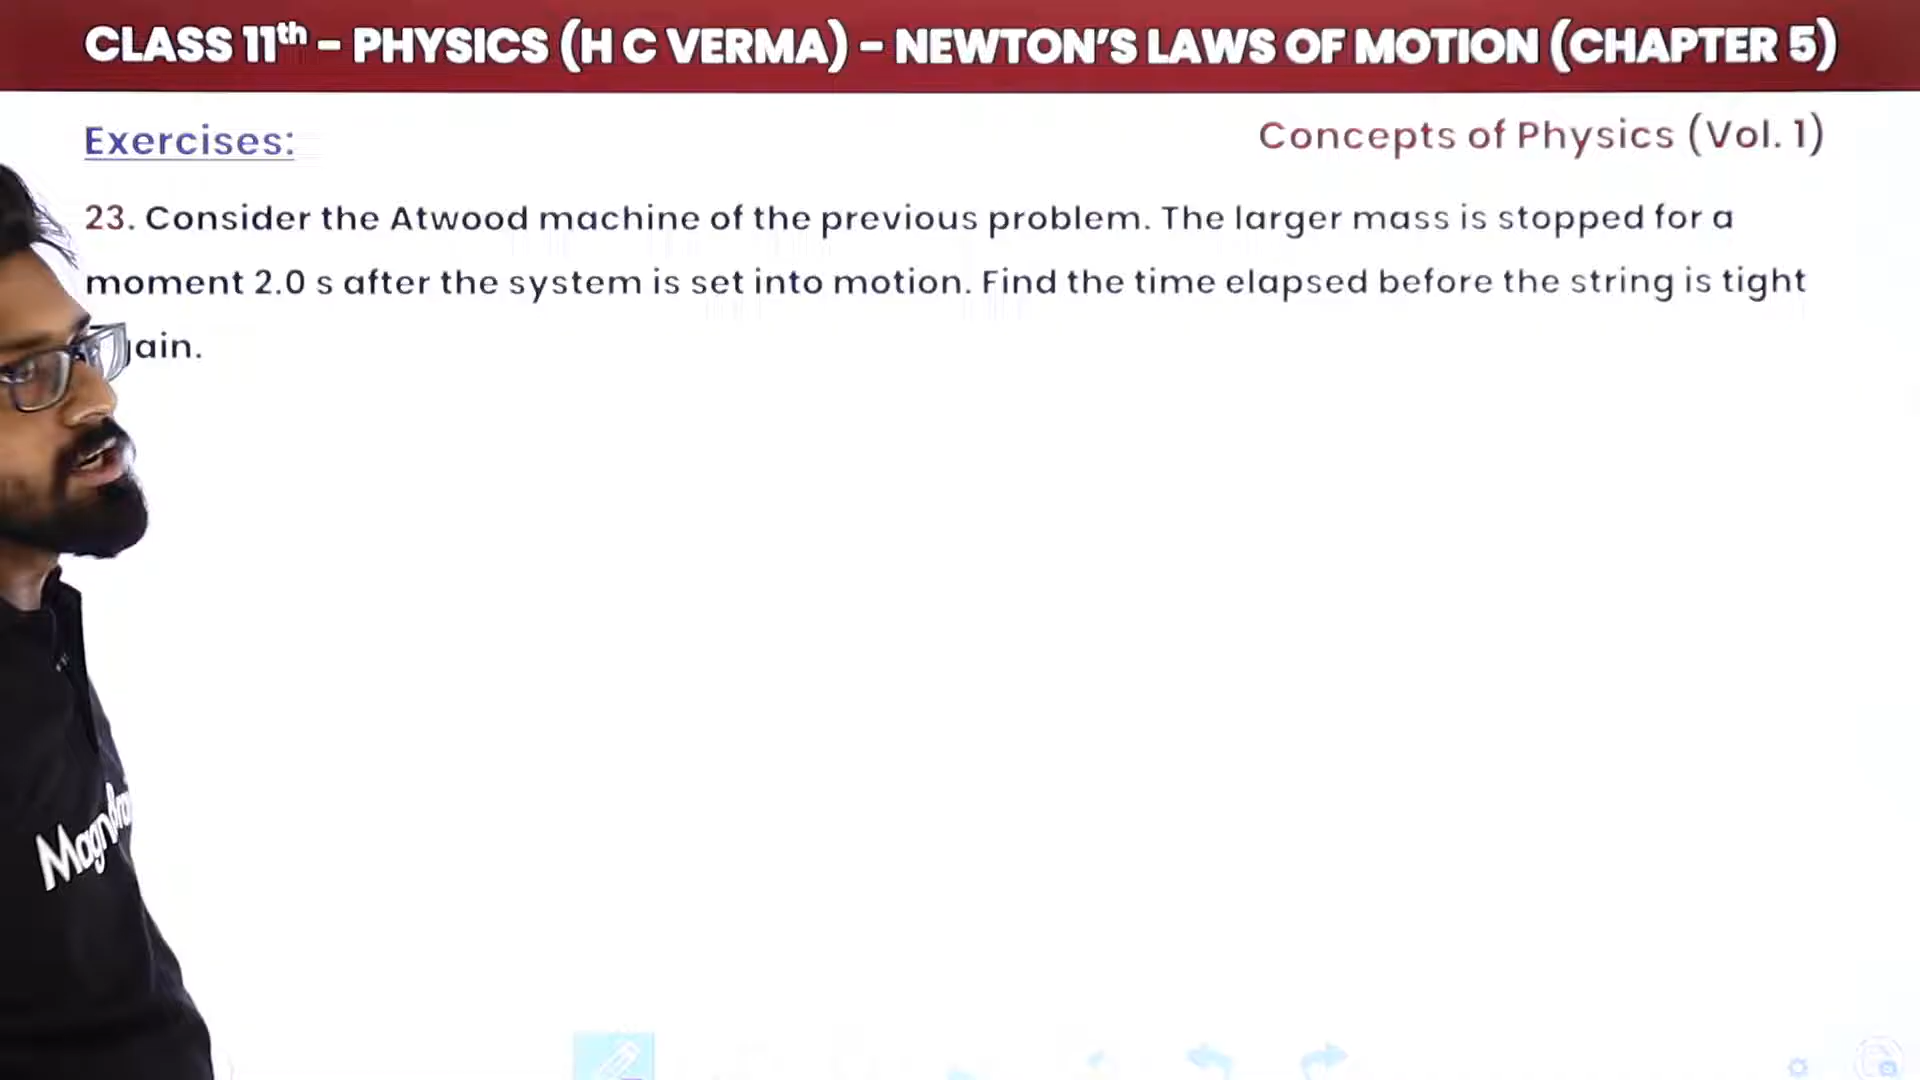 CLASS 11th – PHYSICS (H C VERMA) – NEWTON'S LAWS OF MOTION (CHAPTER 5)
Exercises:
Concepts of Physics (Vol. 1)
23. Consider the Atwood machine of the previous problem. The larger mass is stopped for a
moment 2.0 s after the system is set into motion. Find the time elapsed before the string is tight
ain.